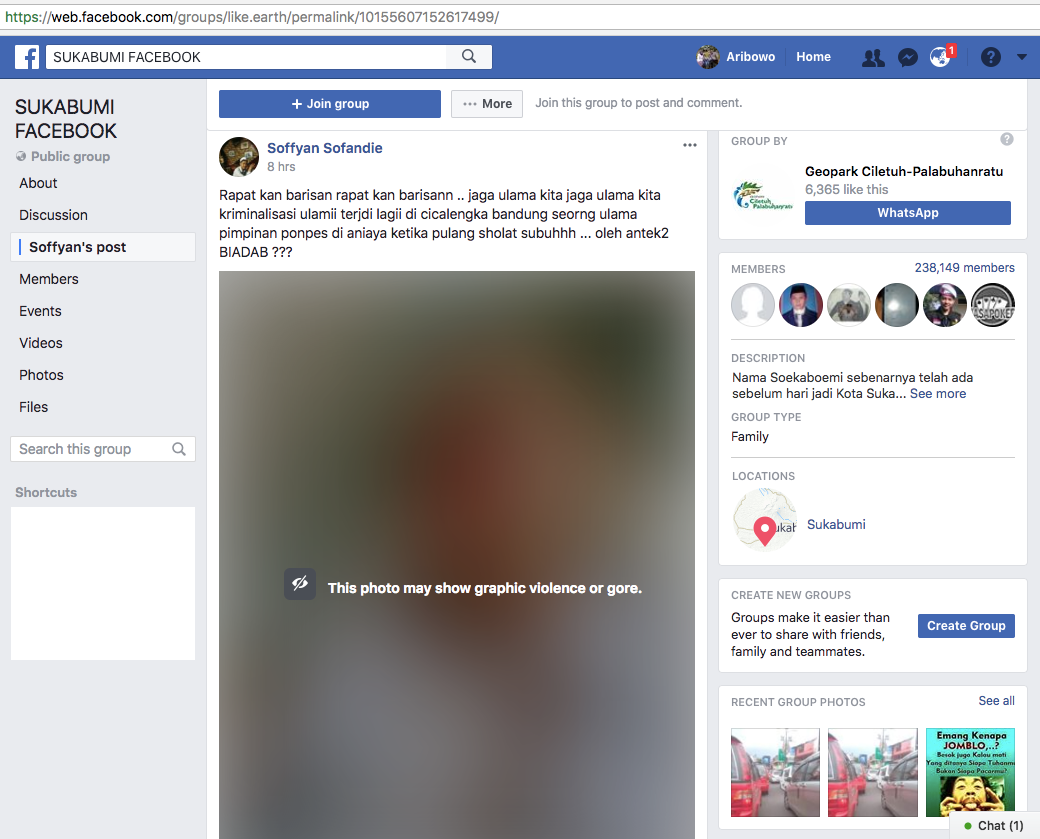 https://web.facebook.com/groups/like.earth/permalink/10155607152617499/
SUKABUMI FACEBOOK
Aribowo
Home
1
SUKABUMI
FACEBOOK
Public group
About
Discussion
Soffyan's post
Members
Events
Videos
Photos
Files
Search this group
Shortcuts
+ Join group
More
Join this group to post and comment.
Soffyan Sofandie
8 hrs
Rapat kan barisan rapat kan barisann .. jaga ulama kita jaga ulama kita
kriminalisasi ulamii terjdi lagii di cicalengka bandung seorng ulama
pimpinan ponpes di aniaya ketika pulang sholat subuhhh ... oleh antek2
BIADAB ???
This photo may show graphic violence or gore.
GROUP BY
Geopark Ciletuh-Palabuhanratu
6,365 like this
WhatsApp
Ciletuh
Palabuhanratu
MEMBERS
238,149 members
DESCRIPTION
Nama Soekaboemi sebenarnya telah ada
sebelum hari jadi Kota Suka... See more
GROUP TYPE
Family
LOCATIONS
Sukabumi
CREATE NEW GROUPS
Groups make it easier than
ever to share with friends,
family and teammates.
Create Group
RECENT GROUP PHOTOS
See all
Emang Kenapa
JOMBLO,..?
Besok juga Kalau mati
Yang ditanya Siapa Tuhanm
Bukan Siapa Pacarmu?
Chat (1)